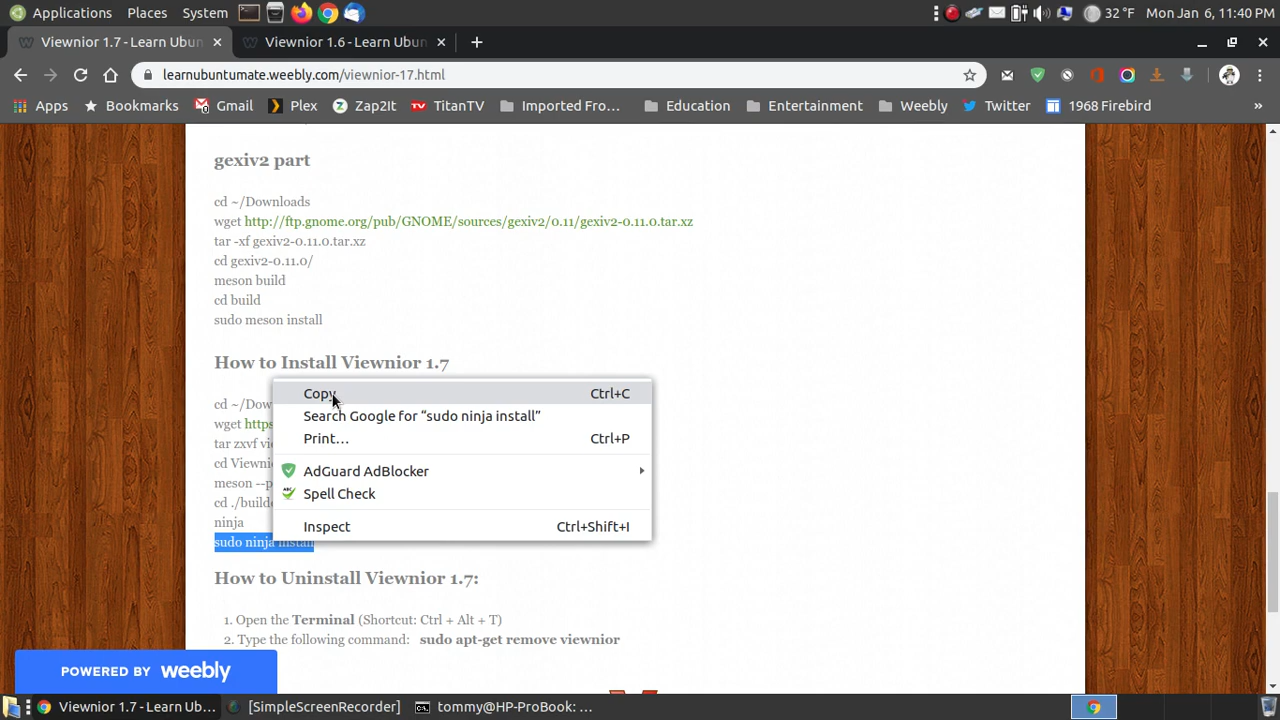 Applications Places System 32 °F Mon Jan 6, 11:40 PM
Viewnior 1.7 - Learn Ubun Viewnior 1.6 - Learn Ubun
learnubuntumate.weebly.com/viewnior-17.html
Apps Bookmarks Gmail Plex Zap2It TV TitanTV Imported Fro... Education Entertainment Weebly Twitter 1968 Firebird »
gexiv2 part
cd ~/Downloads
wget http://ftp.gnome.org/pub/GNOME/sources/gexiv2/0.11/gexiv2-0.11.0.tar.xz
tar -xf gexiv2-0.11.0.tar.xz
cd gexiv2-0.11.0/
meson build
cd build
sudo meson install
How to Install Viewnior 1.7
cd ~/Dow
wget https
tar zxvf vi
cd Viewni
meson --p
cd ./builde
ninja
sudo ninja install
Copy Ctrl+C
Search Google for “sudo ninja install”
Print... Ctrl+P
AdGuard AdBlocker
Spell Check
Inspect Ctrl+Shift+I
How to Uninstall Viewnior 1.7:
1. Open the Terminal (Shortcut: Ctrl + Alt + T)
2. Type the following command: sudo apt-get remove viewnior
POWERED BY weebly
Viewnior 1.7 - Learn Ub... [SimpleScreenRecorder] tommy@HP-ProBook: ...